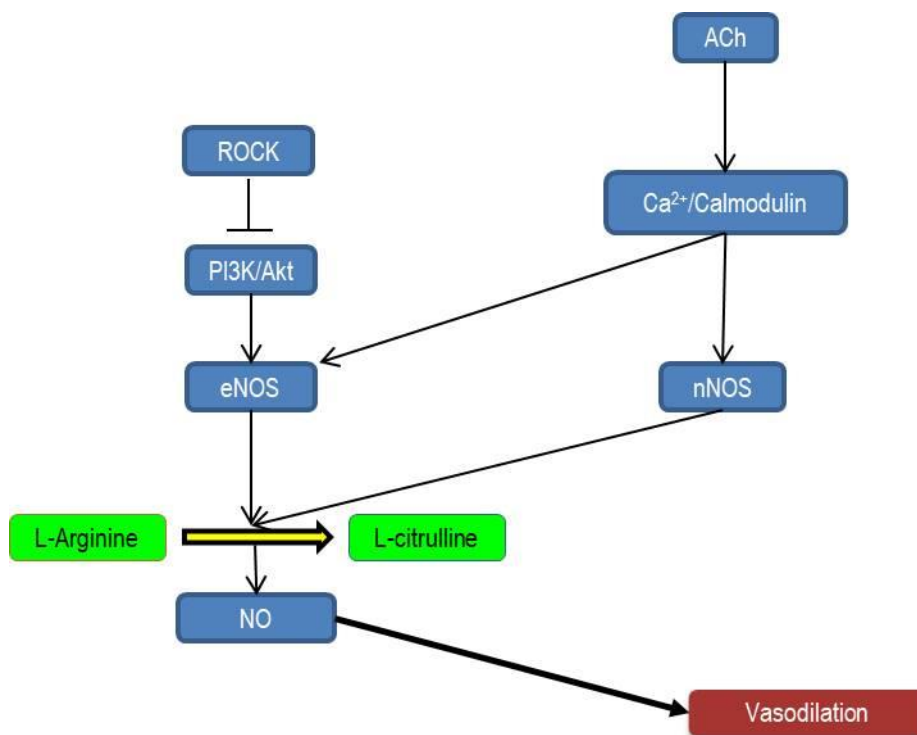 ACh
ROCK
Ca²⁺/Calmodulin
PI3K/Akt
eNOS
nNOS
L-Arginine
L-citrulline
NO
Vasodilation